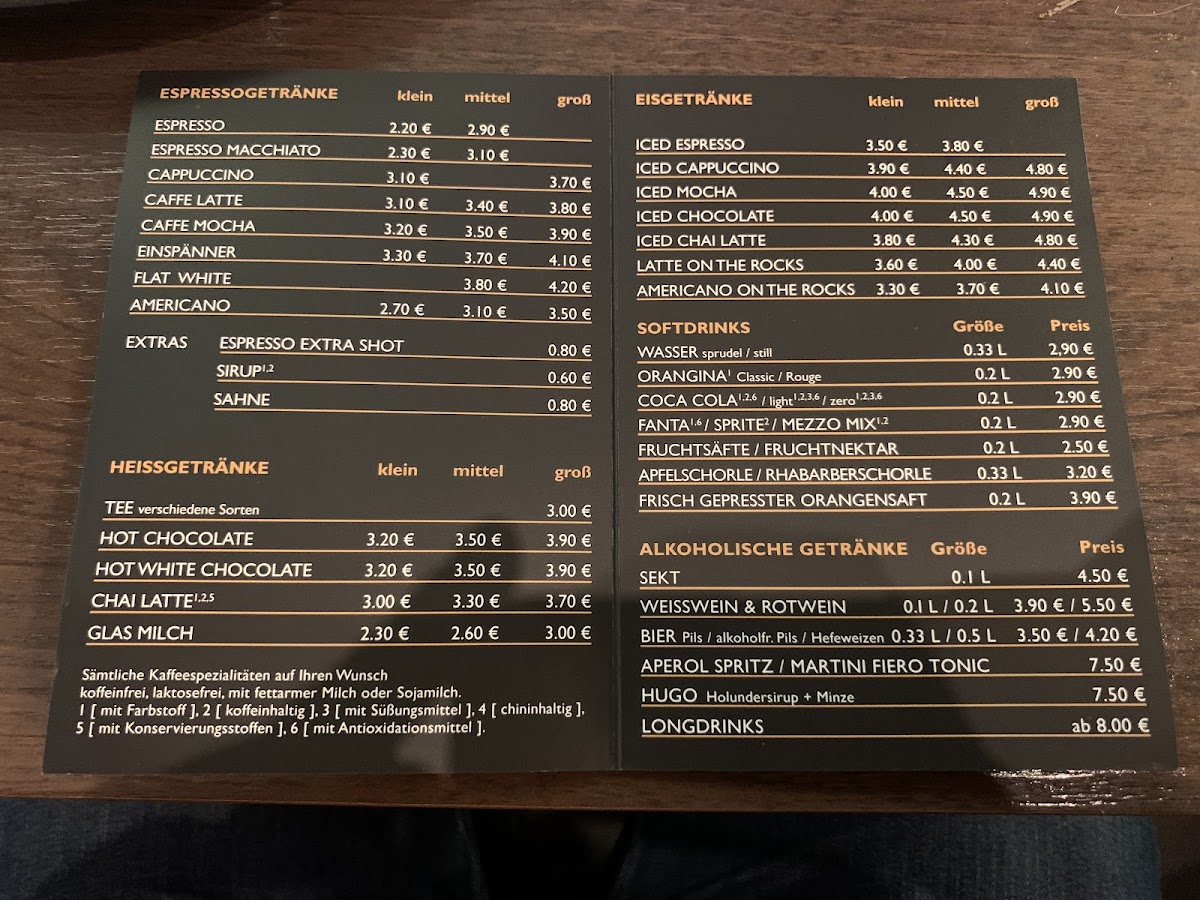 ESPRESSOGETRÄNKE klein mittel groß
ESPRESSO 2.20 € 2.90 €
ESPRESSO MACCHIATO 2.30 € 3.10 €
CAPPUCCINO 3.10 € 3.70 €
CAFFE LATTE 3.10 € 3.40 € 3.80 €
CAFFE MOCHA 3.20 € 3.50 € 3.90 €
EINSPÄNNER 3.30 € 3.70 € 4.10 €
FLAT WHITE 3.80 € 4.20 €
AMERICANO 2.70 € 3.10 € 3.50 €
EXTRAS ESPRESSO EXTRA SHOT 0.80 €
SIRUP1,2 0.60 €
SAHNE 0.80 €
HEISSGETRÄNKE klein mittel groß
TEE verschiedene Sorten 3.00 €
HOT CHOCOLATE 3.20 € 3.50 € 3.90 €
HOT WHITE CHOCOLATE 3.20 € 3.50 € 3.90 €
CHAI LATTE1,2,5 3.00 € 3.30 € 3.70 €
GLAS MILCH 2.30 € 2.60 € 3.00 €
Sämtliche Kaffeespezialitäten auf Ihren Wunsch
koffeinfrei, laktosefrei, mit fettarmer Milch oder Sojamilch.
1 [ mit Farbstoff ], 2 [ koffeinhaltig ], 3 [ mit Süßungsmittel ], 4 [ chininhaltig ],
5 [ mit Konservierungsstoffen ], 6 [ mit Antioxidationsmittel ].
EISGETRÄNKE klein mittel groß
ICED ESPRESSO 3.50 € 3.80 €
ICED CAPPUCCINO 3.90 € 4.40 € 4.80 €
ICED MOCHA 4.00 € 4.50 € 4.90 €
ICED CHOCOLATE 4.00 € 4.50 € 4.90 €
ICED CHAI LATTE 3.80 € 4.30 € 4.80 €
LATTE ON THE ROCKS 3.60 € 4.00 € 4.40 €
AMERICANO ON THE ROCKS 3.30 € 3.70 € 4.10 €
SOFTDRINKS Größe Preis
WASSER sprudel / still 0.33 L 2,90 €
ORANGINA1 Classic / Rouge 0.2 L 2.90 €
COCA COLA1,2,6 / light1,2,3,6 / zero1,2,3,6 0.2 L 2.90 €
FANTA1,6 / SPRITE2 / MEZZO MIX1,2 0.2 L 2.90 €
FRUCHTSÄFTE / FRUCHTNEKTAR 0.2 L 2.50 €
APFELSCHORLE / RHABARBERSCHORLE 0.33 L 3.20 €
FRISCH GEPRESSTER ORANGENSAFT 0.2 L 3.90 €
ALKOHOLISCHE GETRÄNKE Größe Preis
SEKT 0.1 L 4.50 €
WEISSWEIN & ROTWEIN 0.1 L / 0.2 L 3.90 € / 5.50 €
BIER Pils / alkoholfr. Pils / Hefeweizen 0.33 L / 0.5 L 3.50 € / 4.20 €
APEROL SPRITZ / MARTINI FIERO TONIC 7.50 €
HUGO Holundersirup + Minze 7.50 €
LONGDRINKS ab 8.00 €